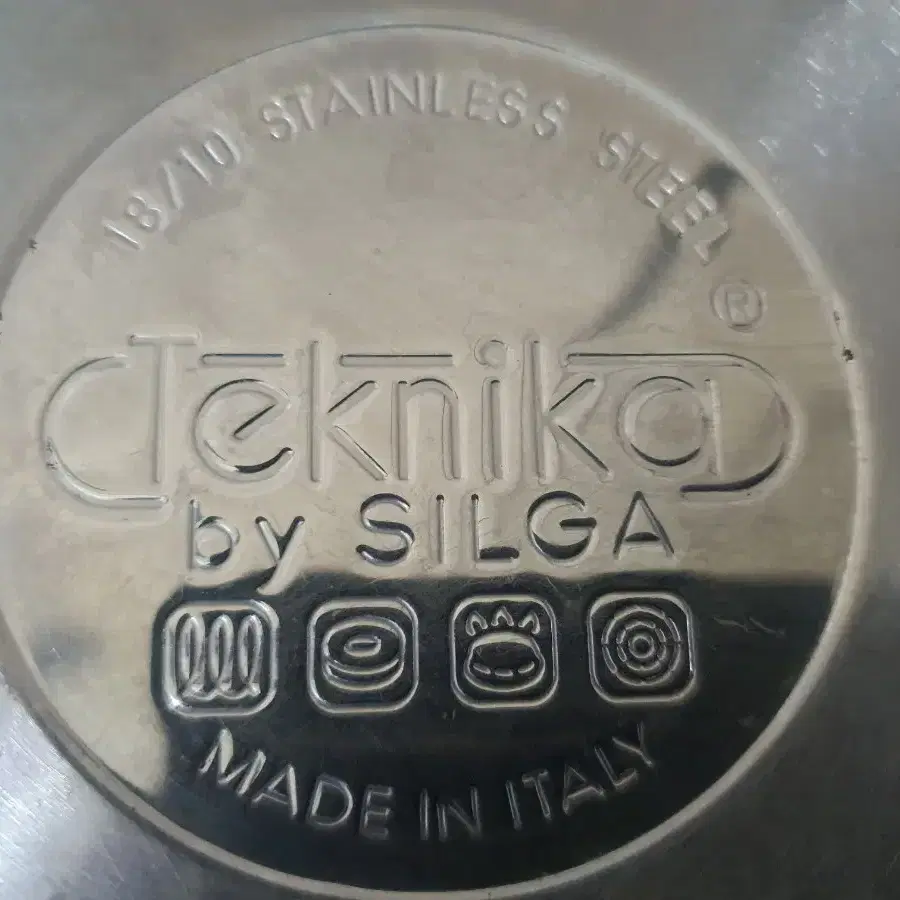 18/10 STAINLESS STEEL
Teknika®
by SILGA
MADE IN ITALY